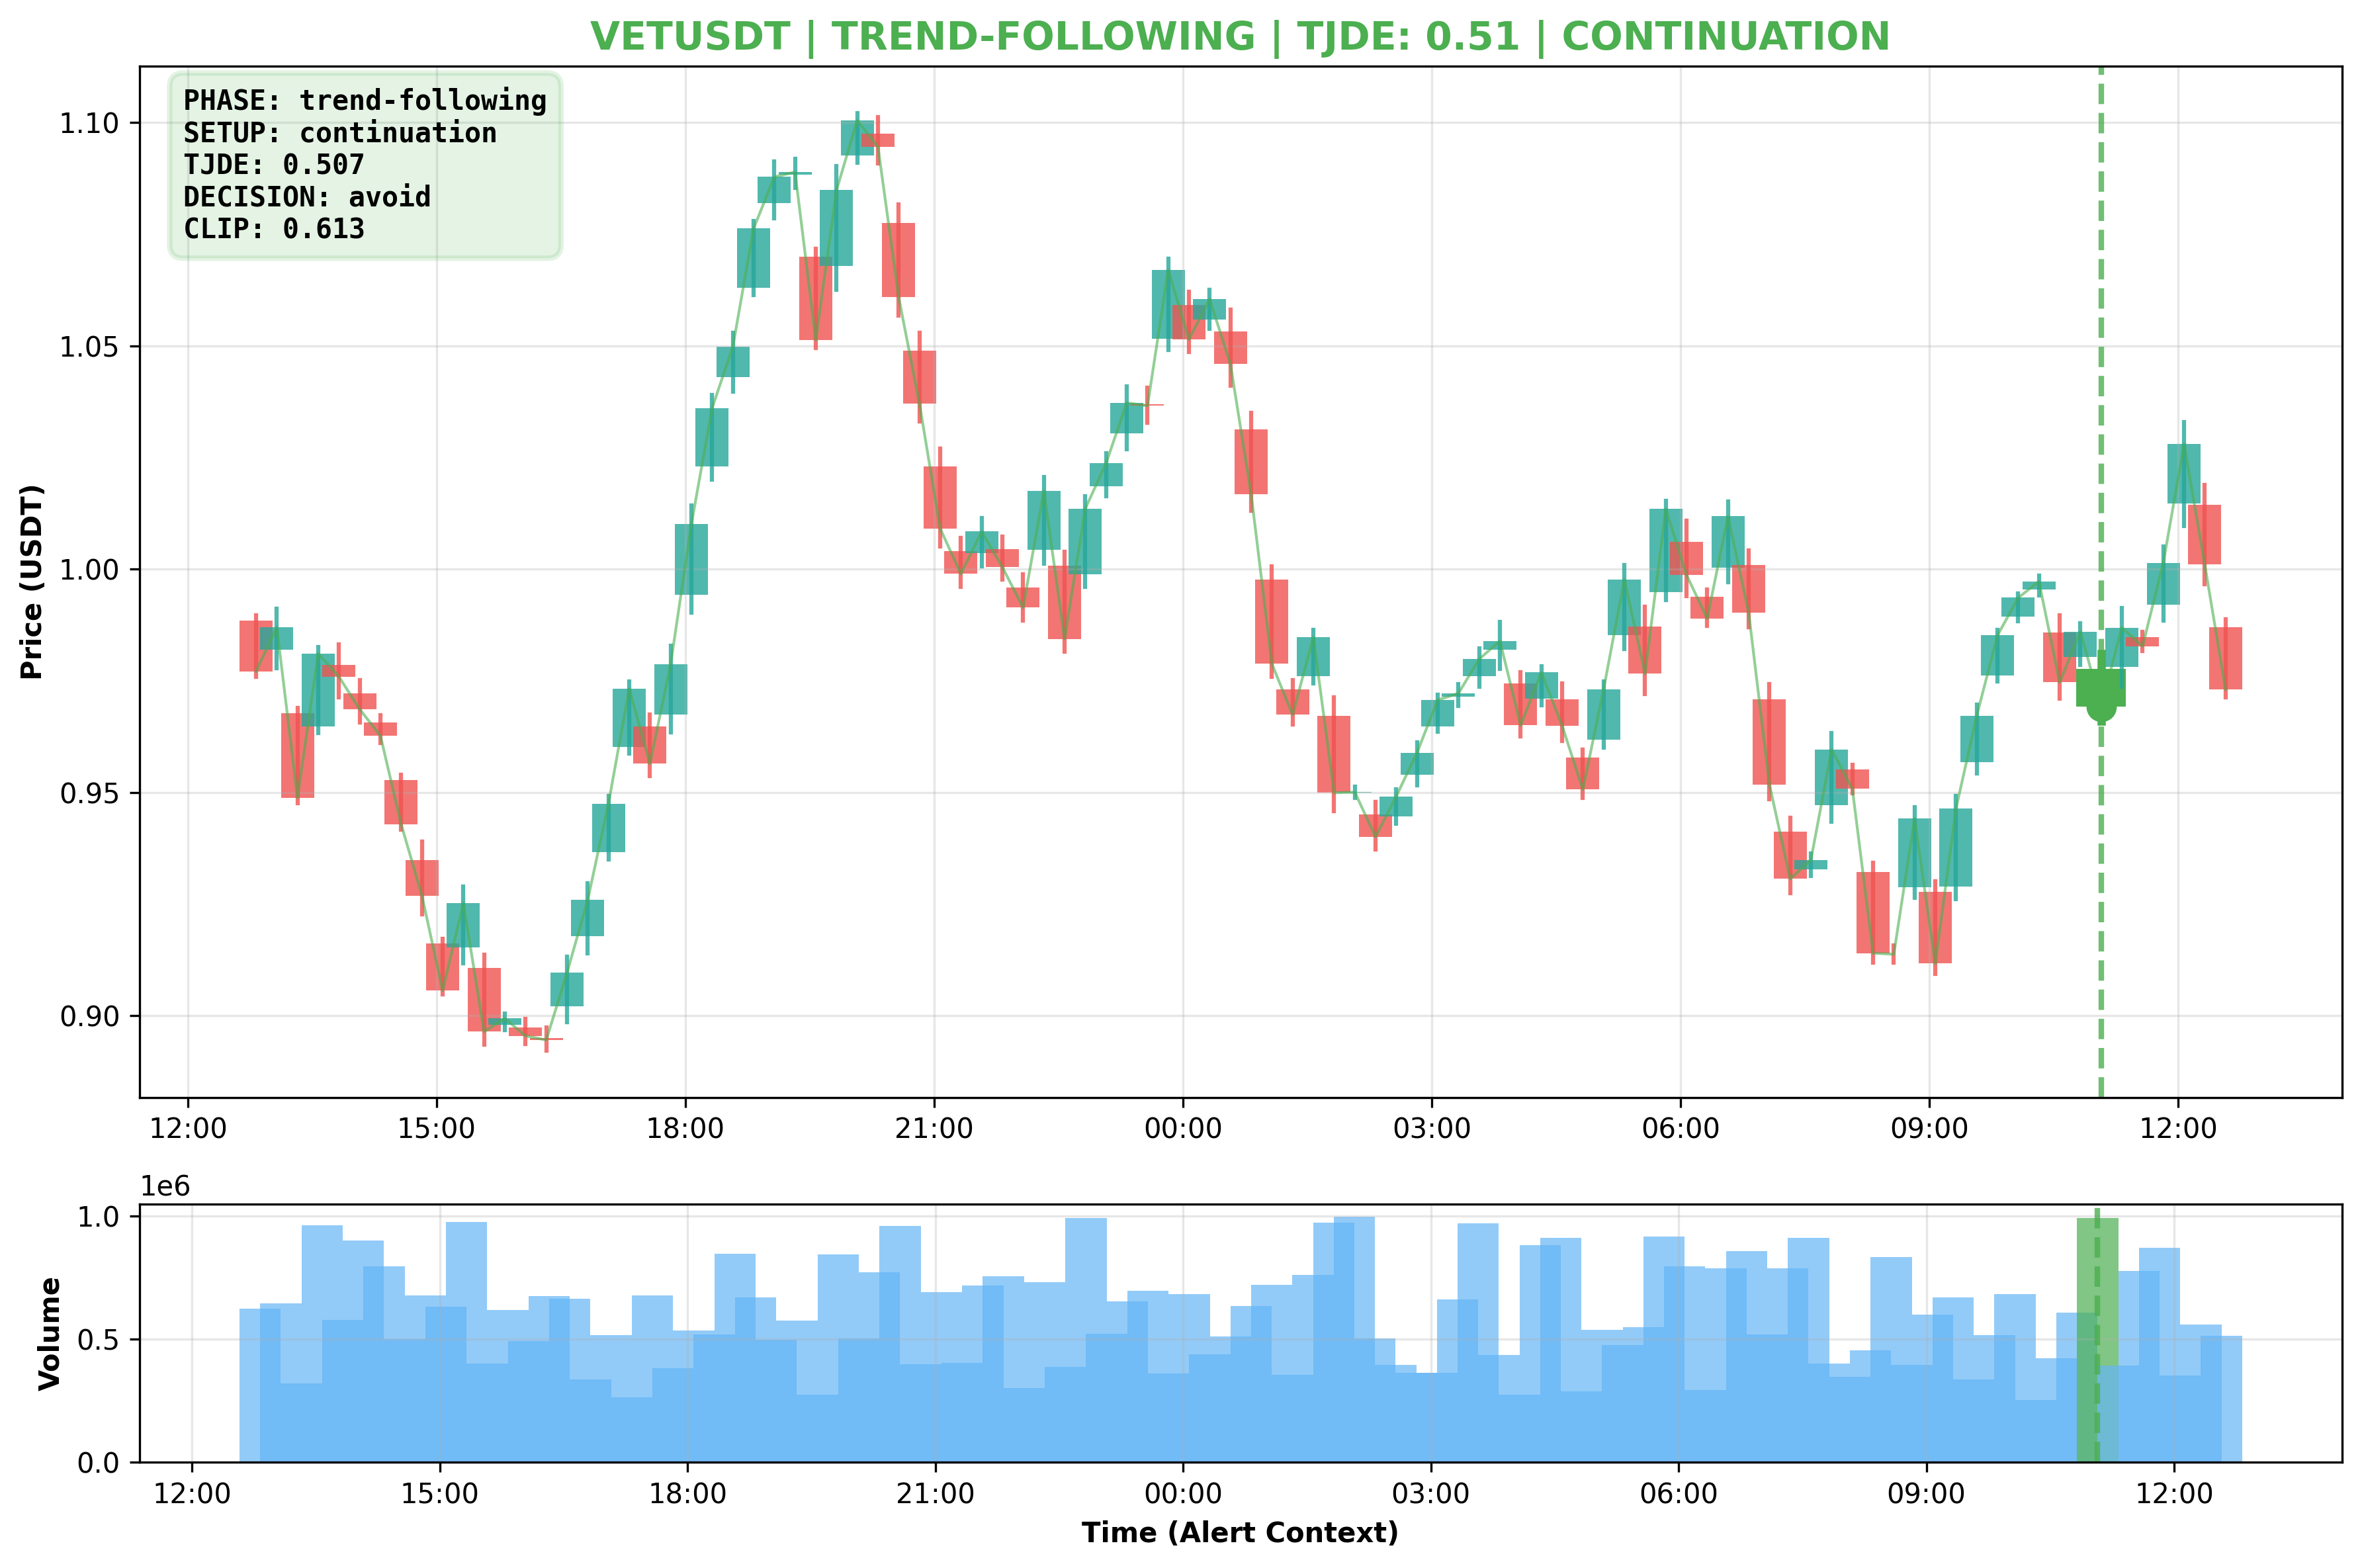 VETUSDT | TREND-FOLLOWING | TJDE: 0.51 | CONTINUATION
PHASE: trend-following
SETUP: continuation
TJDE: 0.507
DECISION: avoid
CLIP: 0.613
1.10
1.05
1.00
0.95
0.90
Price (USDT)
12:00 15:00 18:00 21:00 00:00 03:00 06:00 09:00 12:00
1e6
1.0
0.5
0.0
Volume
12:00 15:00 18:00 21:00 00:00 03:00 06:00 09:00 12:00
Time (Alert Context)